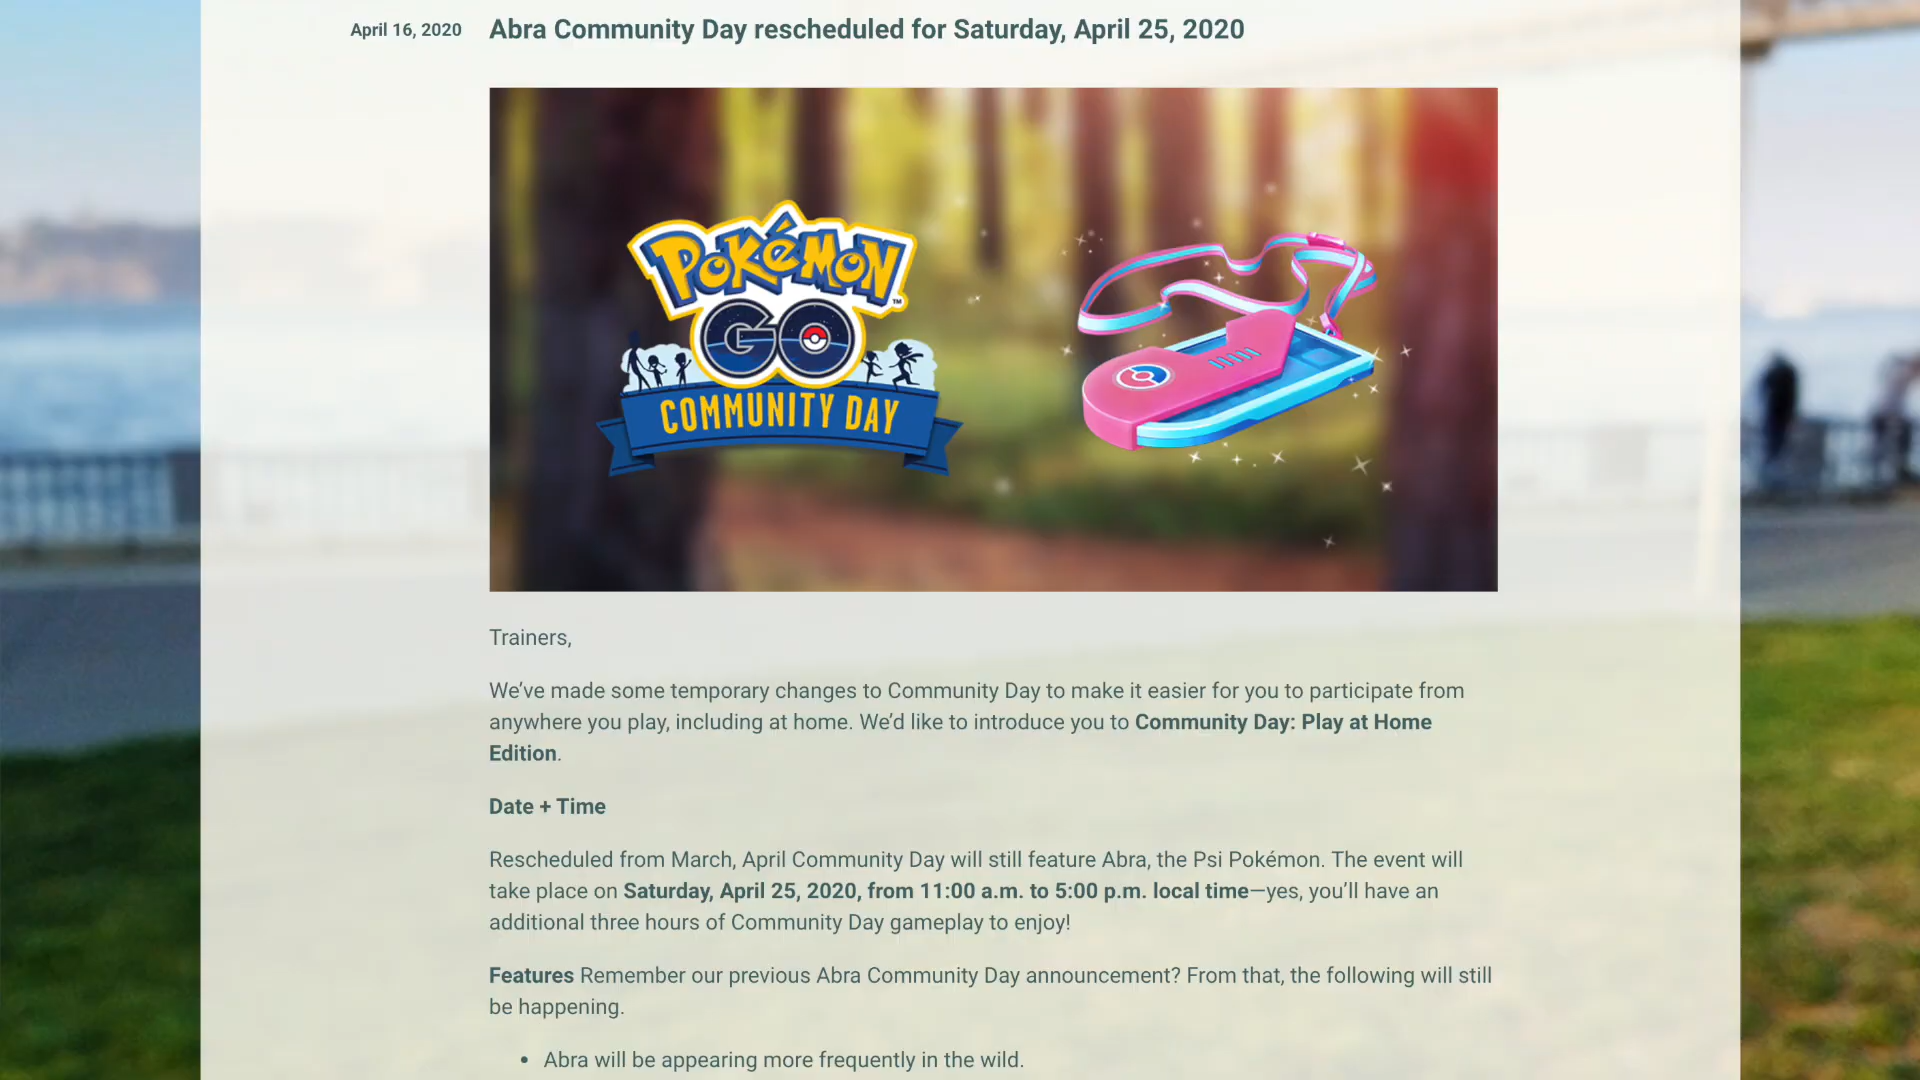 April 16, 2020
Abra Community Day rescheduled for Saturday, April 25, 2020
POKéMON
™
GO
COMMUNITY DAY
Trainers,
We’ve made some temporary changes to Community Day to make it easier for you to participate from
anywhere you play, including at home. We’d like to introduce you to Community Day: Play at Home
Edition.
Date + Time
Rescheduled from March, April Community Day will still feature Abra, the Psi Pokémon. The event will
take place on Saturday, April 25, 2020, from 11:00 a.m. to 5:00 p.m. local time—yes, you’ll have an
additional three hours of Community Day gameplay to enjoy!
Features Remember our previous Abra Community Day announcement? From that, the following will still
be happening.
• Abra will be appearing more frequently in the wild.